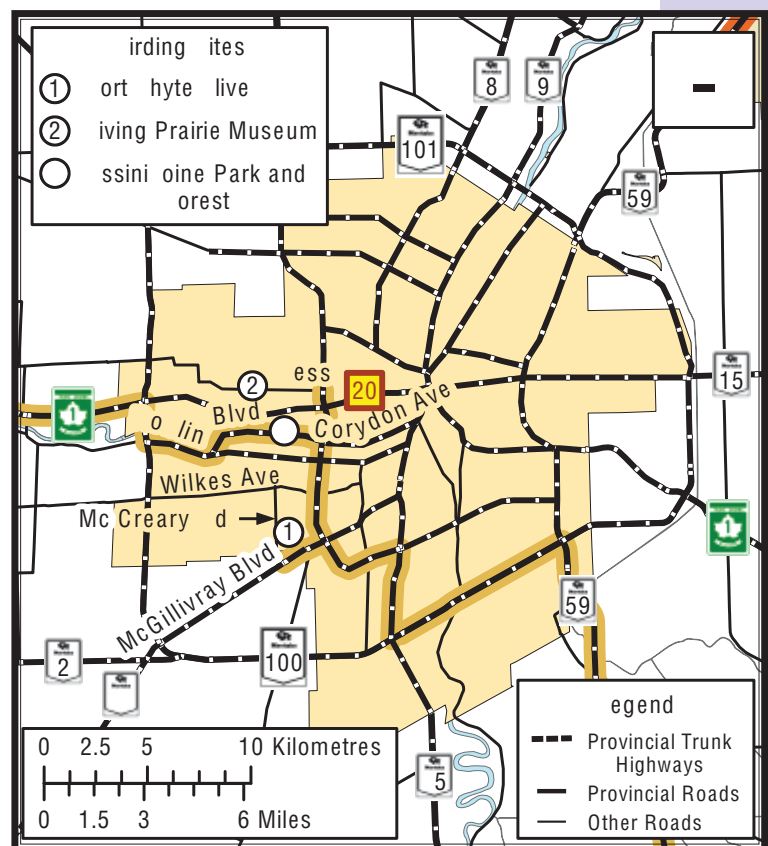 irding ites
1 ort hyte live
2 iving Prairie Museum
ssini oine Park and
orest
8
9
101
59
15
1
2
ess
20
Blvd
Corydon Ave
o lin
Wilkes Ave
Mc Creary d
1
McGillivray Blvd
1
59
2
100
5
0 2.5 5 10 Kilometres
0 1.5 3 6 Miles
egend
Provincial Trunk
Highways
Provincial Roads
Other Roads